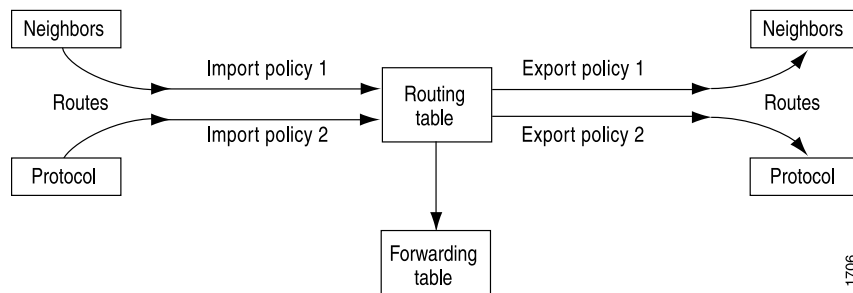 Neighbors
Neighbors
Import policy 1
Export policy 1
Routes
Routing
table
Routes
Import policy 2
Export policy 2
Protocol
Protocol
Forwarding
table
1706